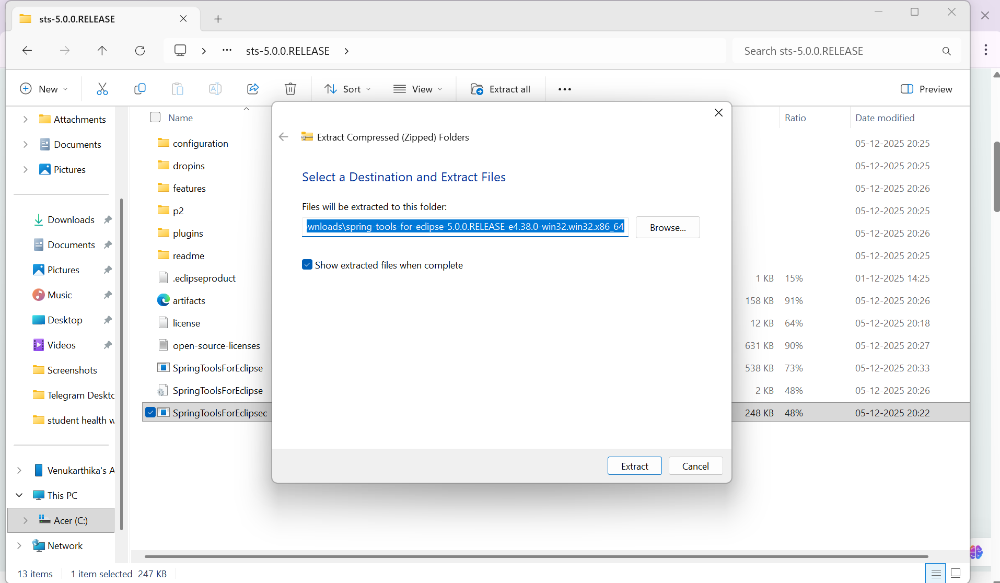 sts-5.0.0.RELEASE
sts-5.0.0.RELEASE
Search sts-5.0.0.RELEASE
New
Sort
View
Extract all
Preview
Attachments
Documents
Pictures
Downloads
Documents
Pictures
Music
Desktop
Videos
Screenshots
Telegram Deskto
student health w
Venukarthika's A
This PC
Acer (C:)
Network
Name
Ratio
Date modified
configuration
05-12-2025 20:25
dropins
05-12-2025 20:25
features
05-12-2025 20:26
p2
05-12-2025 20:25
plugins
05-12-2025 20:26
readme
05-12-2025 20:25
.eclipseproduct
1 KB 15% 01-12-2025 14:25
artifacts
158 KB 91% 05-12-2025 20:26
license
12 KB 64% 05-12-2025 20:18
open-source-licenses
631 KB 90% 05-12-2025 20:27
SpringToolsForEclipse
538 KB 73% 05-12-2025 20:33
SpringToolsForEclipse
2 KB 48% 05-12-2025 20:26
SpringToolsForEclipsec
248 KB 48% 05-12-2025 20:22
Extract Compressed (Zipped) Folders
Select a Destination and Extract Files
Files will be extracted to this folder:
wnloads\spring-tools-for-eclipse-5.0.0.RELEASE-e4.38.0-win32.win32.x86_64
Browse...
Show extracted files when complete
Extract
Cancel
13 items
1 item selected 247 KB